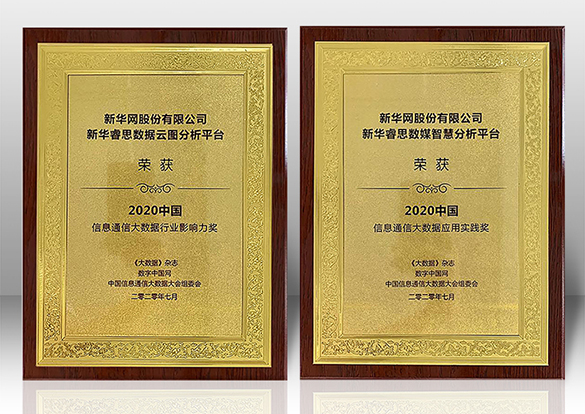 新华网股份有限公司
新华睿思数据云图分析平台
荣获
2020中国
信息通信大数据行业影响力奖
《大数据》杂志
数字中国网
中国信息通信大数据大会组委会
二零二零年七月
新华网股份有限公司
新华睿思数媒智慧分析平台
荣获
2020中国
信息通信大数据应用实践奖
《大数据》杂志
数字中国网
中国信息通信大数据大会组委会
二零二零年七月